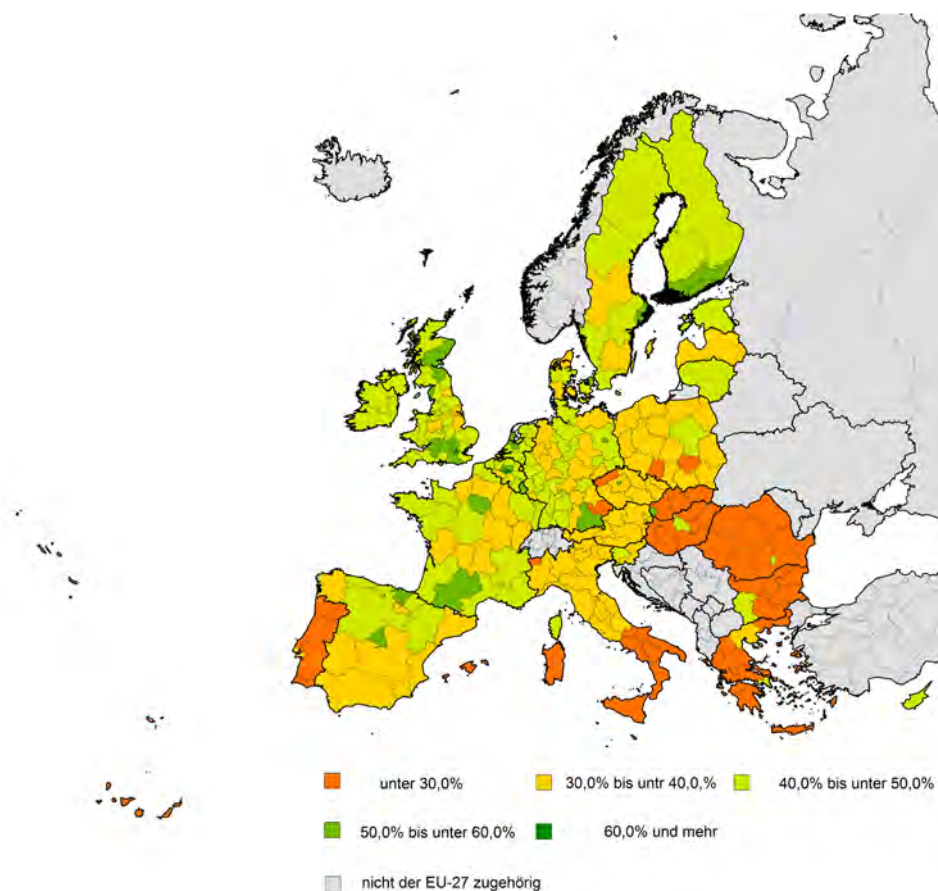 unter 30,0%
30,0% bis untr 40,0,%
40,0% bis unter 50,0%
50,0% bis unter 60,0%
60,0% und mehr
nicht der EU-27 zugehörig